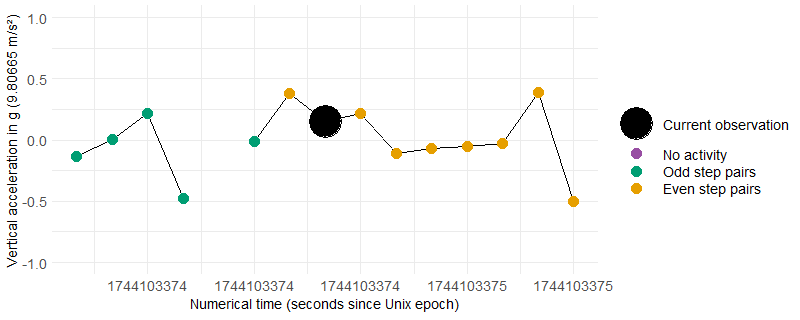 Vertical acceleration in g (9.80665 m/s²)
1.0
0.5
0.0
-0.5
-1.0
1744103374
1744103374
1744103374
1744103375
1744103375
Numerical time (seconds since Unix epoch)
Current observation
No activity
Odd step pairs
Even step pairs